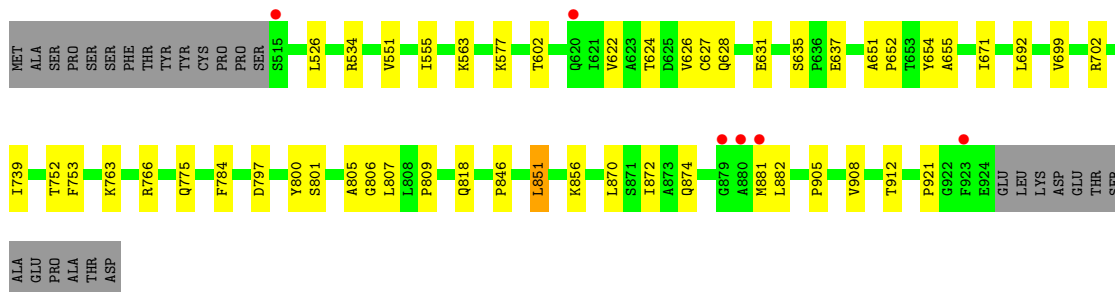 MET ALA SER PRO SER SER PHE THR TYR TYR CYS PRO PRO SER S515 L526 R534 V551 I555 K563 K577 T602 Q620 I621 V622 A623 T624 D625 V626 C627 Q628 E631 S635 P636 E637 A651 P652 T653 Y654 A655 I671 L692 V699 R702
I739 T752 F753 K763 R766 Q775 F784 D797 Y800 S801 A805 G806 L807 L808 P809 Q818 P846 L851 K856 L870 S871 I872 A873 Q874 G879 A880 M881 L882 P905 V908 T912 P921 G922 F923 E924 GLU LEU LYS ASP GLU THR SER
ALA GLU PRO ALA THR ASP